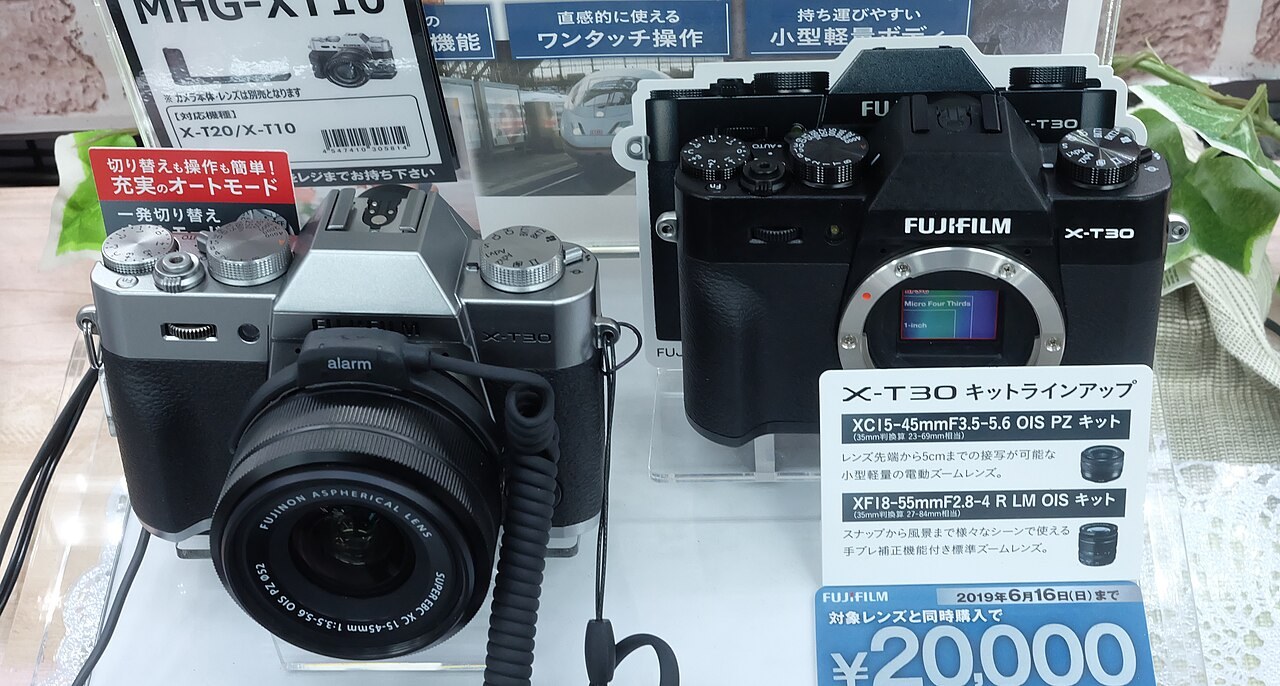 MHG-XT10
※ カメラ本体・レンズは別売となります
【対応機種】
X-T20/X-T10
4547410305814
レジまでお持ち下さい
の
機能
直感的に使える
ワンタッチ操作
持ち運びやすい
小型軽量ボディ
切り替えも操作も簡単!
充実のオートモード
一発切り替え
FUJIFILM
X-T30
alarm
FUJINON ASPHERICAL LENS
SUPER EBC XC 15-45mm 1:3.5-5.6 OIS PZ Ø52
FU
X-T30
AUTO
Fn
Adv.
FUJIFILM
X-T30
Micro Four Thirds
1-inch
FUJ
X-T30 キットラインアップ
XC15-45mmF3.5-5.6 OIS PZ キット
(35mm判換算 23-69mm相当)
レンズ先端から5cmまでの接写が可能な
小型軽量の電動ズームレンズ。
XF18-55mmF2.8-4 R LM OIS キット
(35mm判換算 27-84mm相当)
スナップから風景まで様々なシーンで使える
手ブレ補正機能付き標準ズームレンズ。
FUJIFILM
2019年6月16日(日)まで
対象レンズと同時購入で
¥20,000